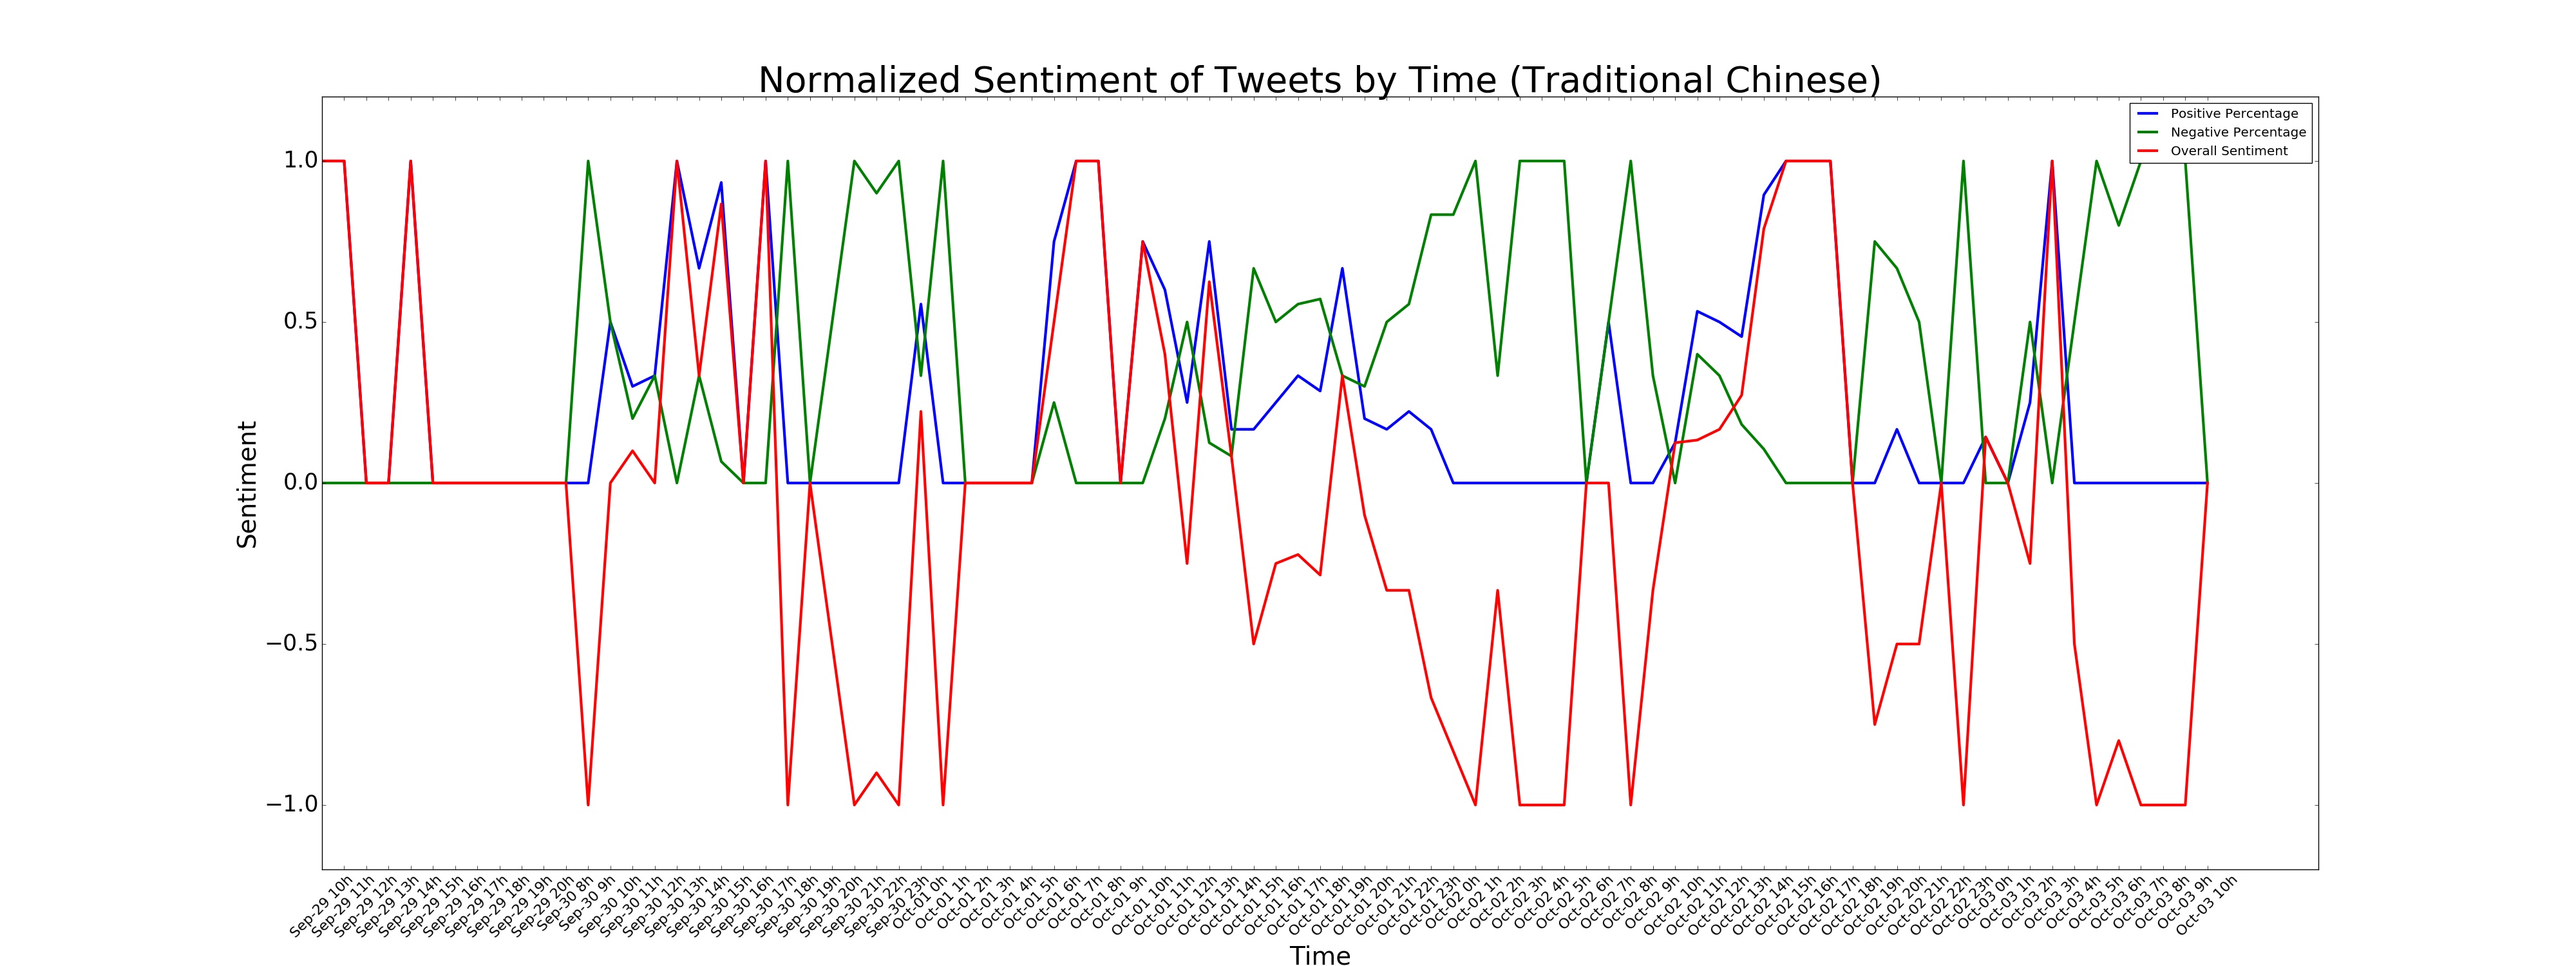 Normalized Sentiment of Tweets by Time (Traditional Chinese)
Positive Percentage
Negative Percentage
Overall Sentiment
Sentiment
1.0
0.5
0.0
−0.5
−1.0
Sep-29 10h
Sep-29 11h
Sep-29 12h
Sep-29 13h
Sep-29 14h
Sep-29 15h
Sep-29 16h
Sep-29 17h
Sep-29 18h
Sep-29 19h
Sep-29 20h
Sep-30 8h
Sep-30 9h
Sep-30 10h
Sep-30 11h
Sep-30 12h
Sep-30 13h
Sep-30 14h
Sep-30 15h
Sep-30 16h
Sep-30 17h
Sep-30 18h
Sep-30 19h
Sep-30 20h
Sep-30 21h
Sep-30 22h
Sep-30 23h
Oct-01 0h
Oct-01 1h
Oct-01 2h
Oct-01 3h
Oct-01 4h
Oct-01 5h
Oct-01 6h
Oct-01 7h
Oct-01 8h
Oct-01 9h
Oct-01 10h
Oct-01 11h
Oct-01 12h
Oct-01 13h
Oct-01 14h
Oct-01 15h
Oct-01 16h
Oct-01 17h
Oct-01 18h
Oct-01 19h
Oct-01 20h
Oct-01 21h
Oct-01 22h
Oct-01 23h
Oct-02 0h
Oct-02 1h
Oct-02 2h
Oct-02 3h
Oct-02 4h
Oct-02 5h
Oct-02 6h
Oct-02 7h
Oct-02 8h
Oct-02 9h
Oct-02 10h
Oct-02 11h
Oct-02 12h
Oct-02 13h
Oct-02 14h
Oct-02 15h
Oct-02 16h
Oct-02 17h
Oct-02 18h
Oct-02 19h
Oct-02 20h
Oct-02 21h
Oct-02 22h
Oct-02 23h
Oct-03 0h
Oct-03 1h
Oct-03 2h
Oct-03 3h
Oct-03 4h
Oct-03 5h
Oct-03 6h
Oct-03 7h
Oct-03 8h
Oct-03 9h
Oct-03 10h
Time